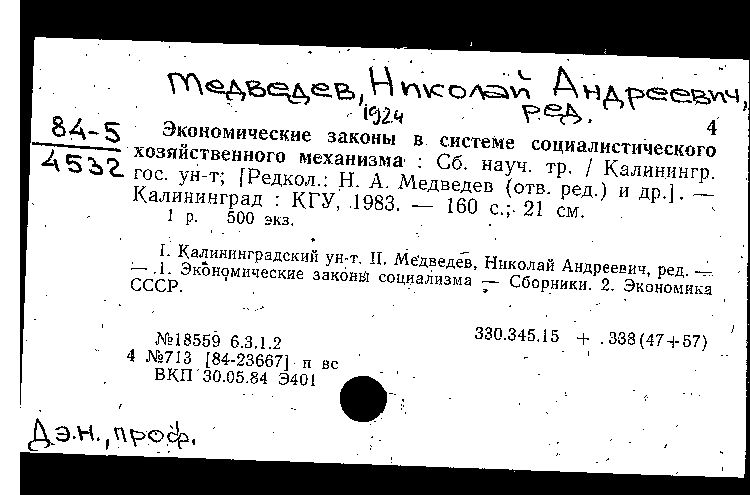 Медведев, Николай Андреевич,
1924 ред.
84-5
4532
4
Экономические законы в системе социалистического
хозяйственного механизма : Сб. науч. тр. / Калинингр.
гос. ун-т; [Редкол.: Н. А. Медведев (отв. ред.) и др.]. —
Калининград : КГУ, 1983. — 160 с.; 21 см.
1 р. 500 экз.
I. Калининградский ун-т. II. Медведев, Николай Андреевич, ред. —
— 1. Экономические законы социализма — Сборники. 2. Экономика
СССР.
№18559 6.3.1.2
330.345.15 + 338(47+57)
4 №713 [84-23667] п вс
ВКП 30.05.84 Э401
Д.э.н., проф.